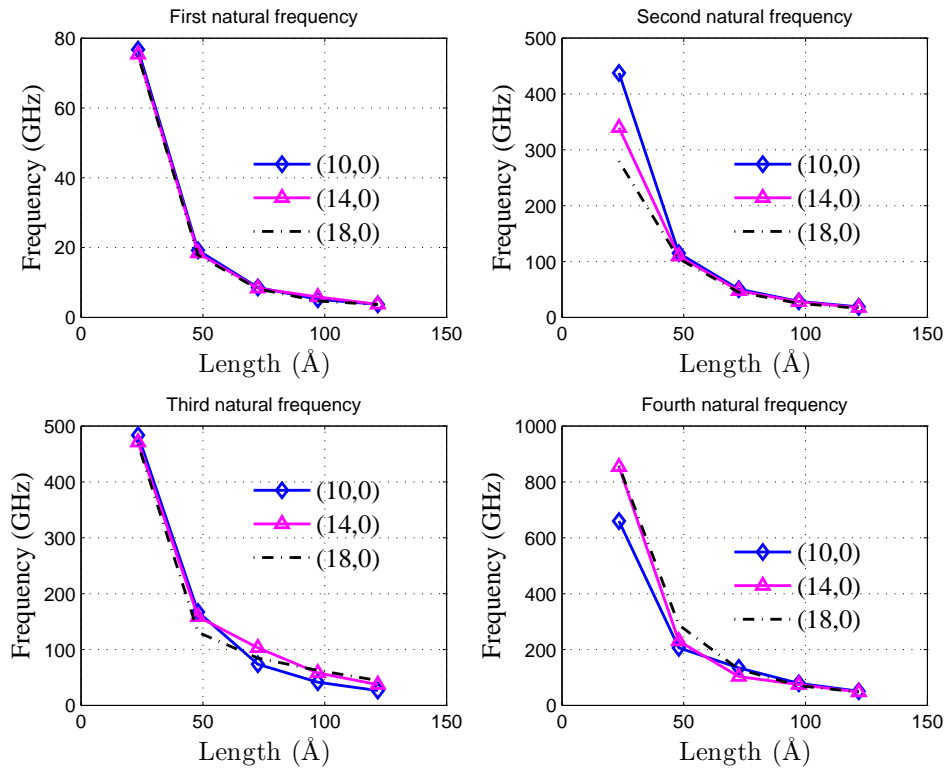 First natural frequency
80
60
40
20
0
0 50 100 150
Frequency (GHz)
Length (Å)
(10,0)
(14,0)
(18,0)
Second natural frequency
500
400
300
200
100
0
0 50 100 150
Frequency (GHz)
Length (Å)
(10,0)
(14,0)
(18,0)
Third natural frequency
500
400
300
200
100
0
0 50 100 150
Frequency (GHz)
Length (Å)
(10,0)
(14,0)
(18,0)
Fourth natural frequency
1000
800
600
400
200
0
0 50 100 150
Frequency (GHz)
Length (Å)
(10,0)
(14,0)
(18,0)